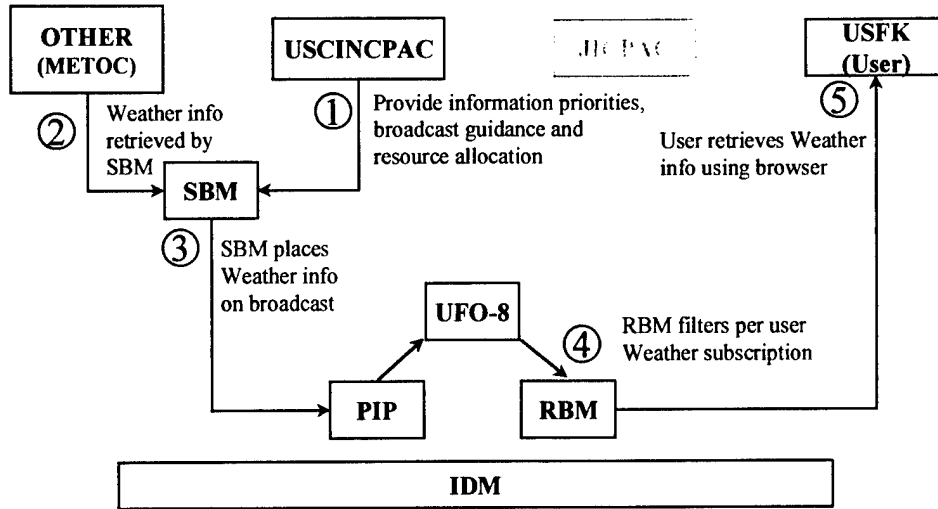 OTHER
(METOC)
USCINCPAC
USFK
(User)
①
Provide information priorities,
broadcast guidance and
resource allocation
②
Weather info
retrieved by
SBM
⑤
User retrieves Weather
info using browser
SBM
③
SBM places
Weather info
on broadcast
UFO-8
④
RBM filters per user
Weather subscription
PIP
RBM
IDM